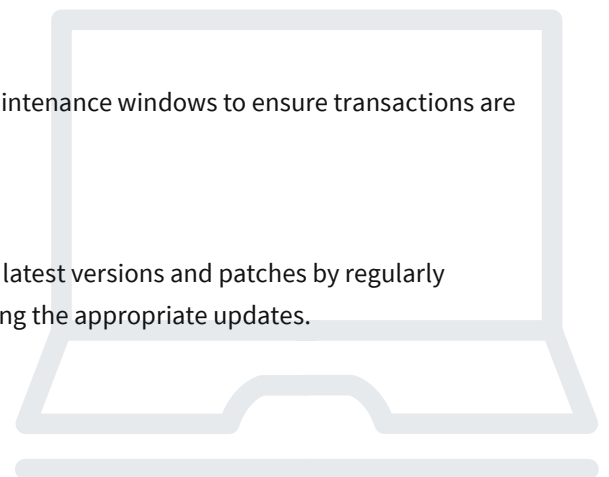 intenance windows to ensure transactions are
latest versions and patches by regularly
ng the appropriate updates.